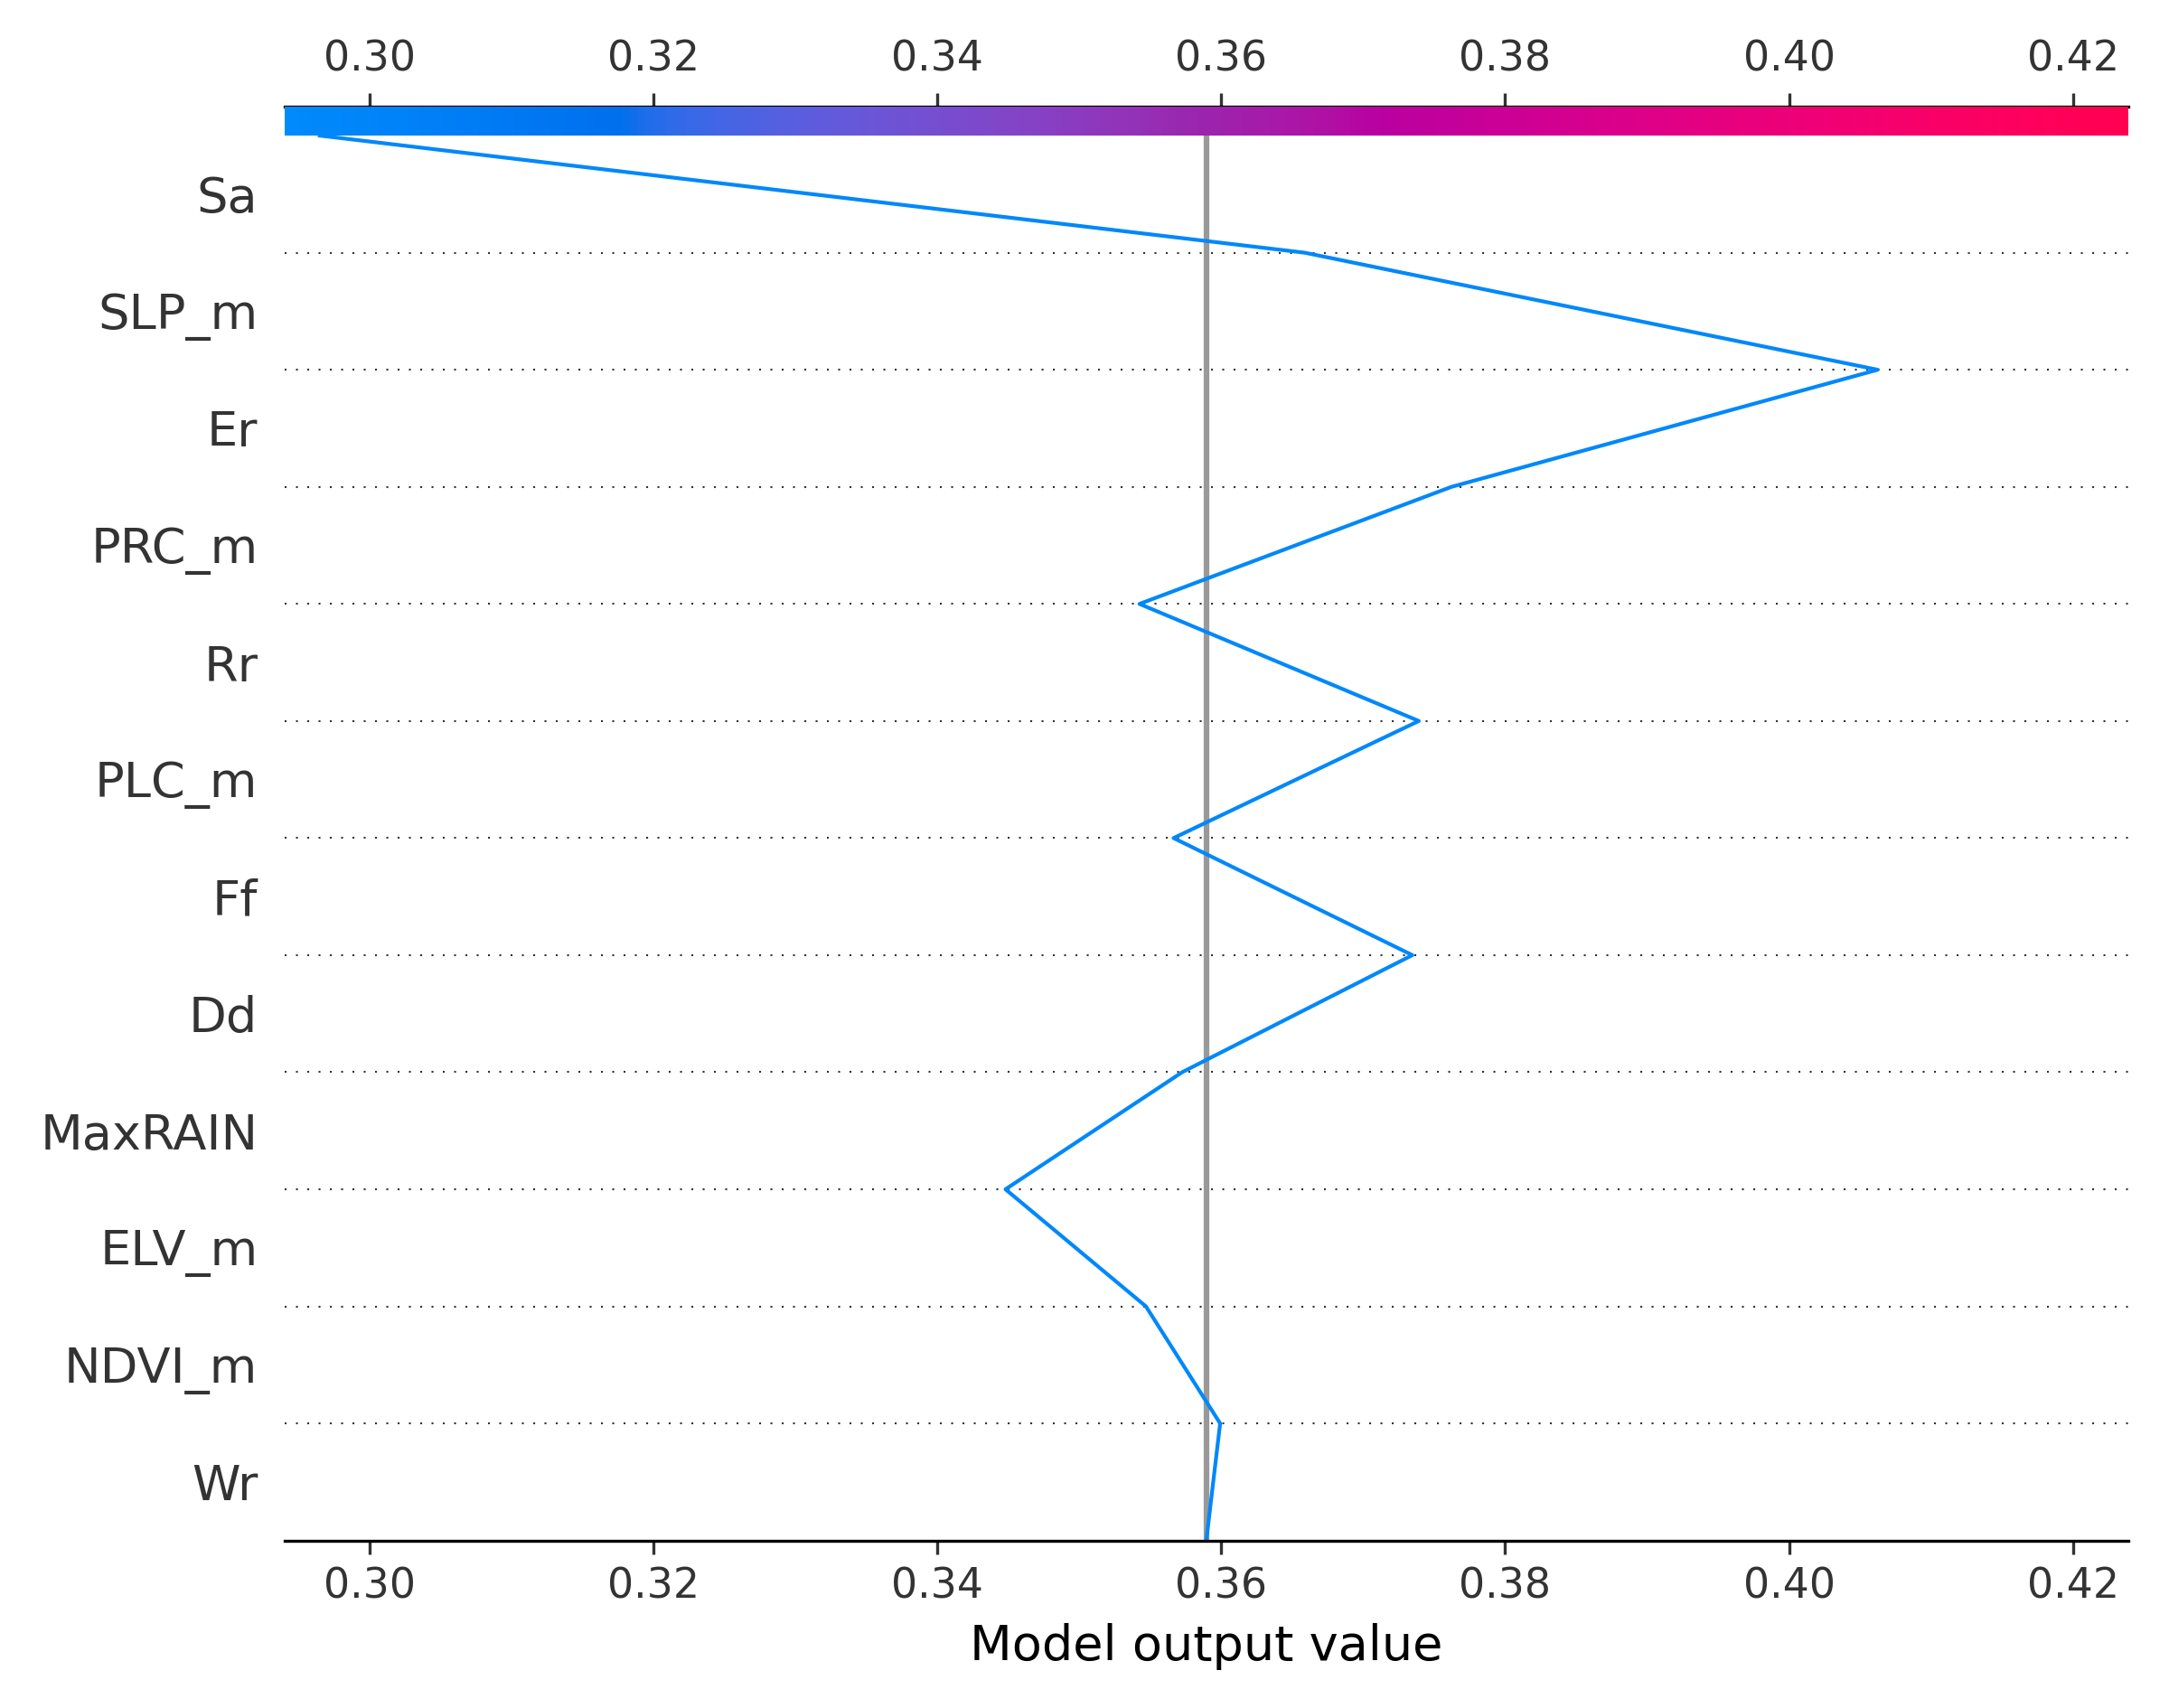 0.30 0.32 0.34 0.36 0.38 0.40 0.42
Sa
SLP_m
Er
PRC_m
Rr
PLC_m
Ff
Dd
MaxRAIN
ELV_m
NDVI_m
Wr
0.30 0.32 0.34 0.36 0.38 0.40 0.42
Model output value